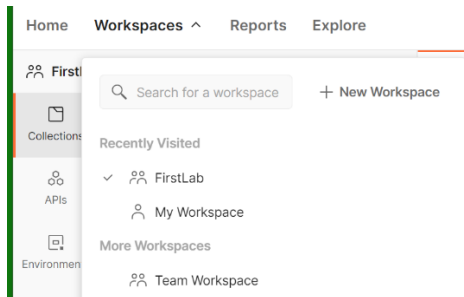 Home Workspaces Reports Explore
First
Search for a workspace + New Workspace
Collections
Recently Visited
FirstLab
APIs
My Workspace
More Workspaces
Environmen
Team Workspace